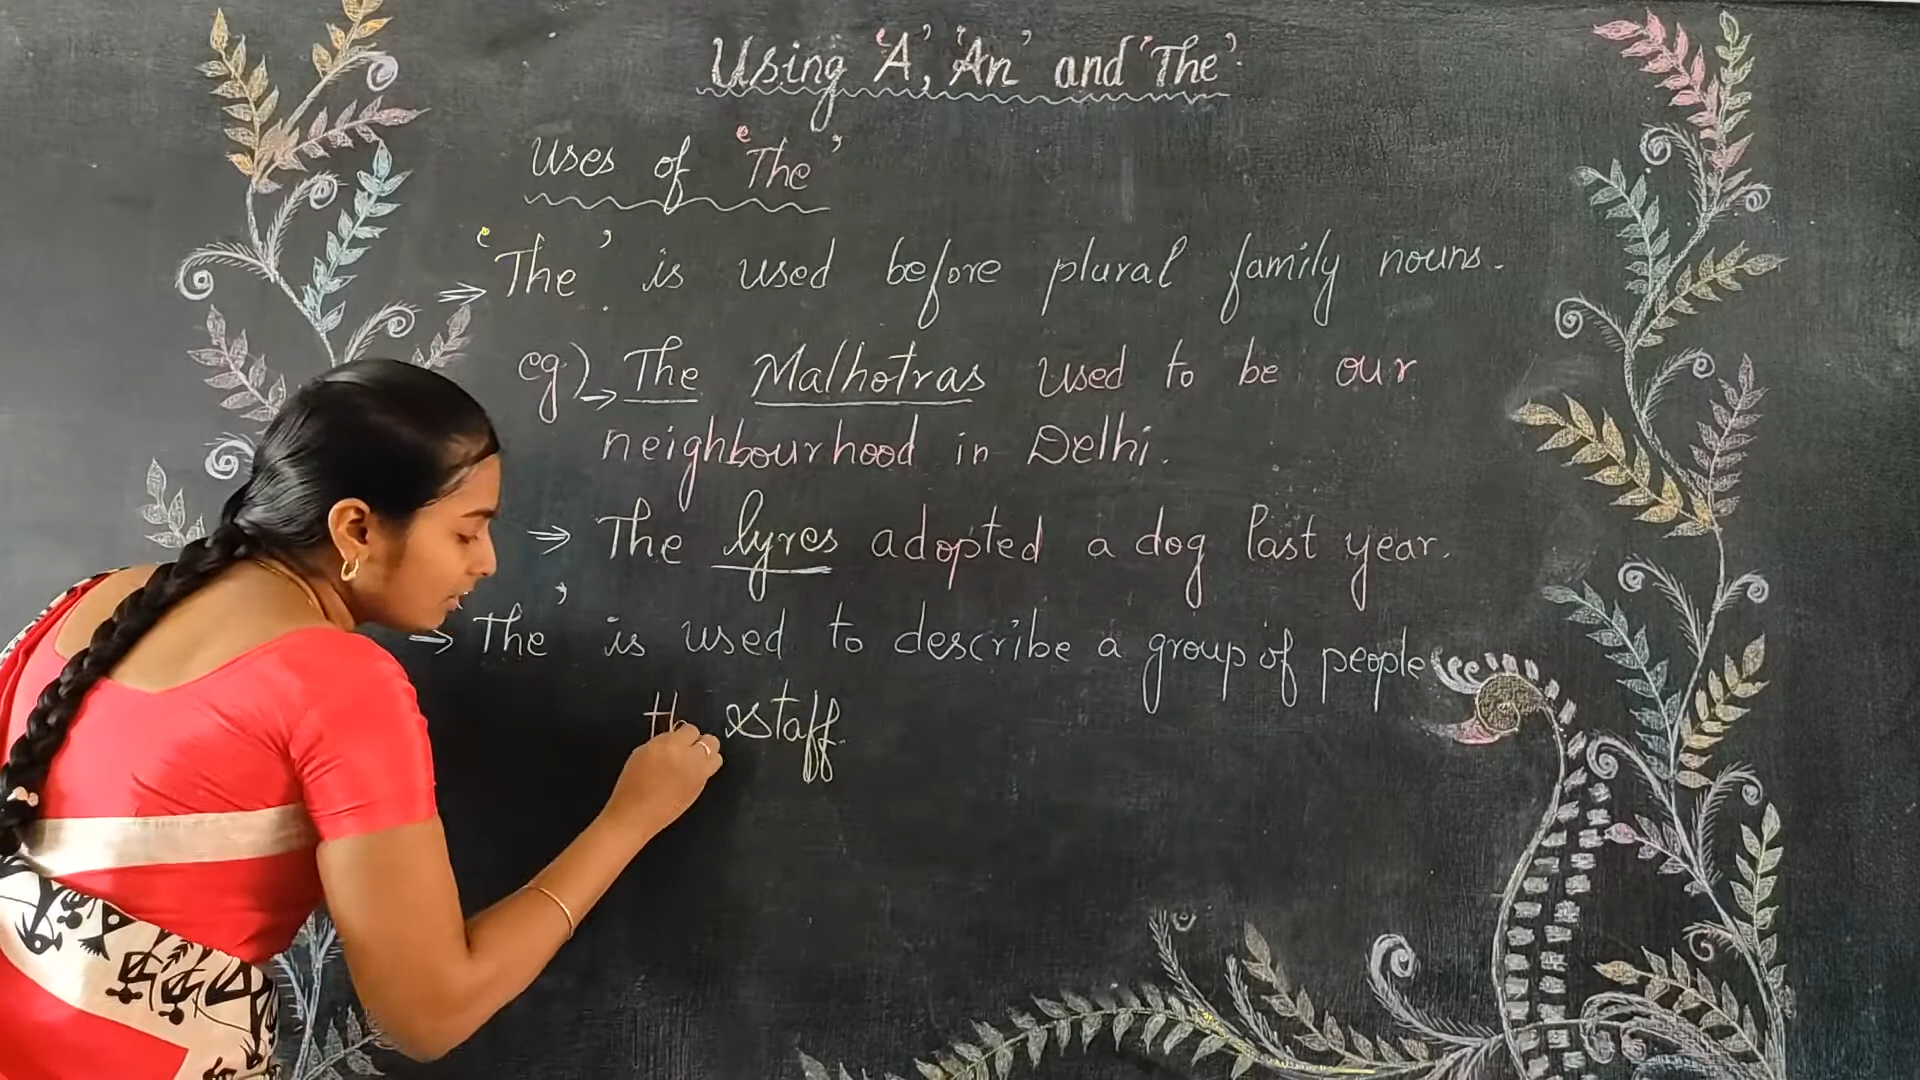 Using 'A', 'An' and 'The'
Uses of 'The'
⇒ 'The' is used before plural family nouns.
eg) → The Malhotras used to be our
neighbourhood in Delhi.
⇒ The lyres adopted a dog last year.
⇒ The' is used to describe a group of people
th staff.